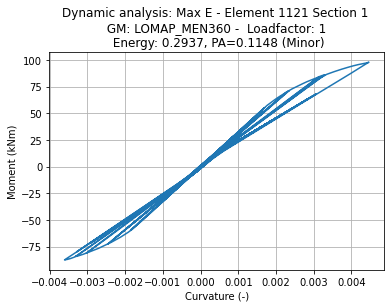 Dynamic analysis: Max E - Element 1121 Section 1
GM: LOMAP_MEN360 -  Loadfactor: 1
Energy: 0.2937, PA=0.1148 (Minor)
100
75
50
25
0
−25
−50
−75
Moment (kNm)
−0.004 −0.003 −0.002 −0.001 0.000 0.001 0.002 0.003 0.004
Curvature (-)